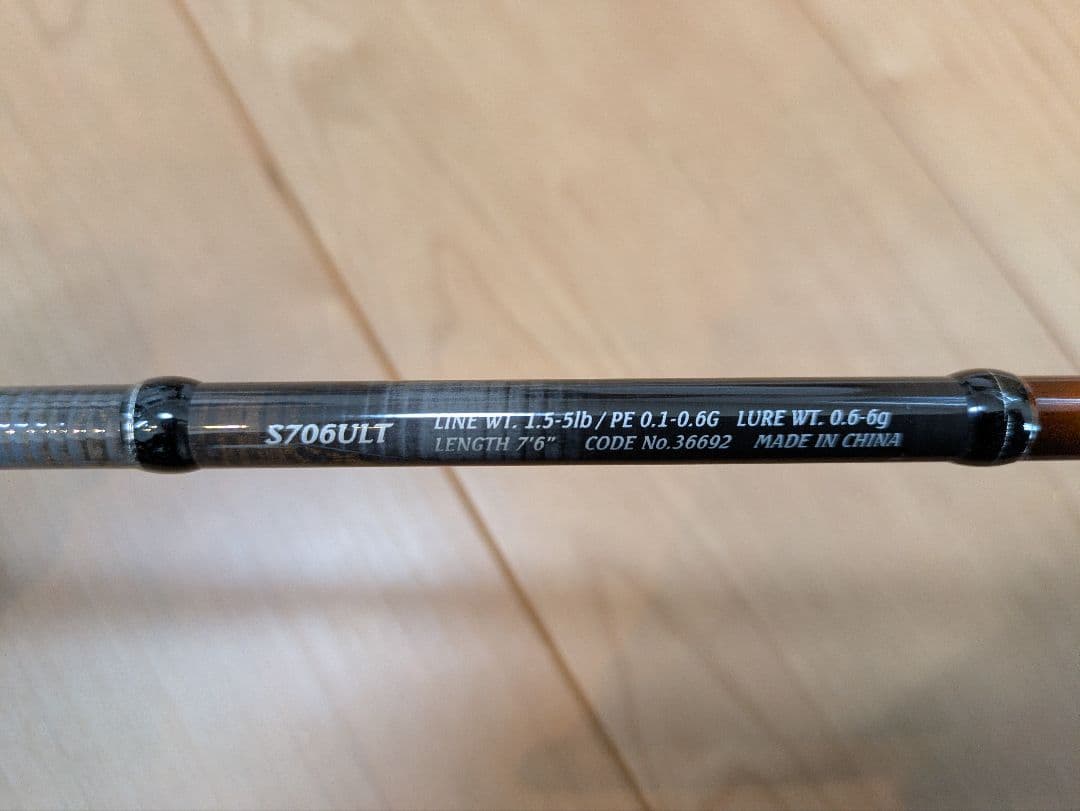 S706ULT
LINE WT. 1.5-5lb / PE 0.1-0.6G LURE WT. 0.6-6g
LENGTH 7'6" CODE No.36692 MADE IN CHINA